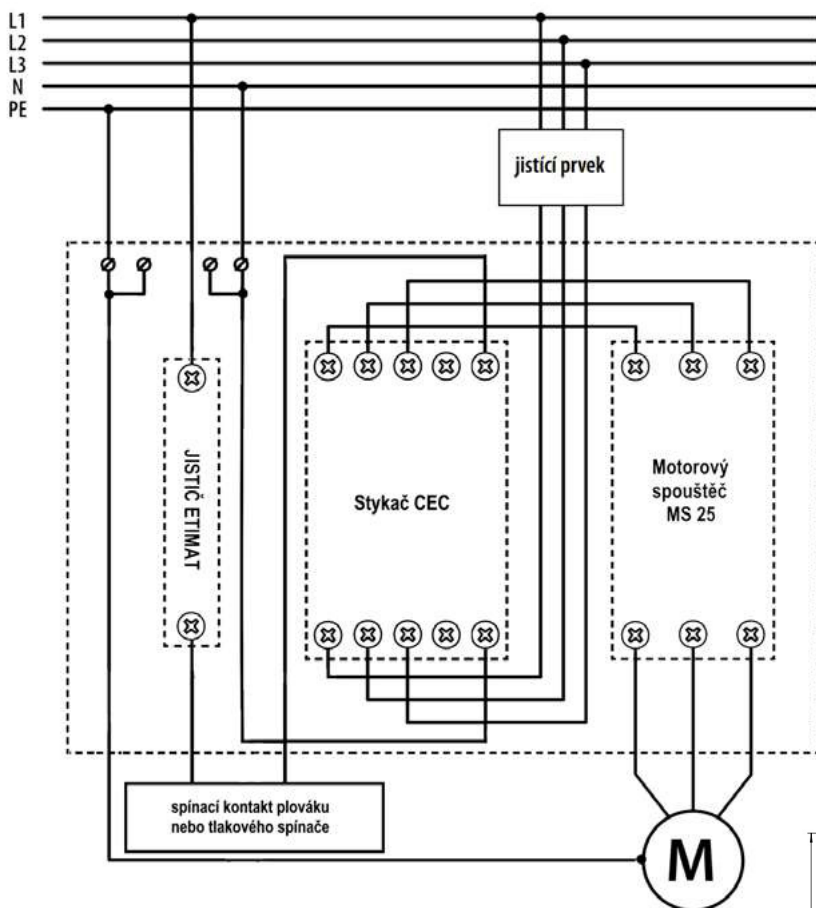 L1
L2
L3
N
PE
jistící prvek
JISTIČ ETIMAT
Stykač CEC
Motorový
spouštěč
MS 25
spínací kontakt plováku
nebo tlakového spínače
M